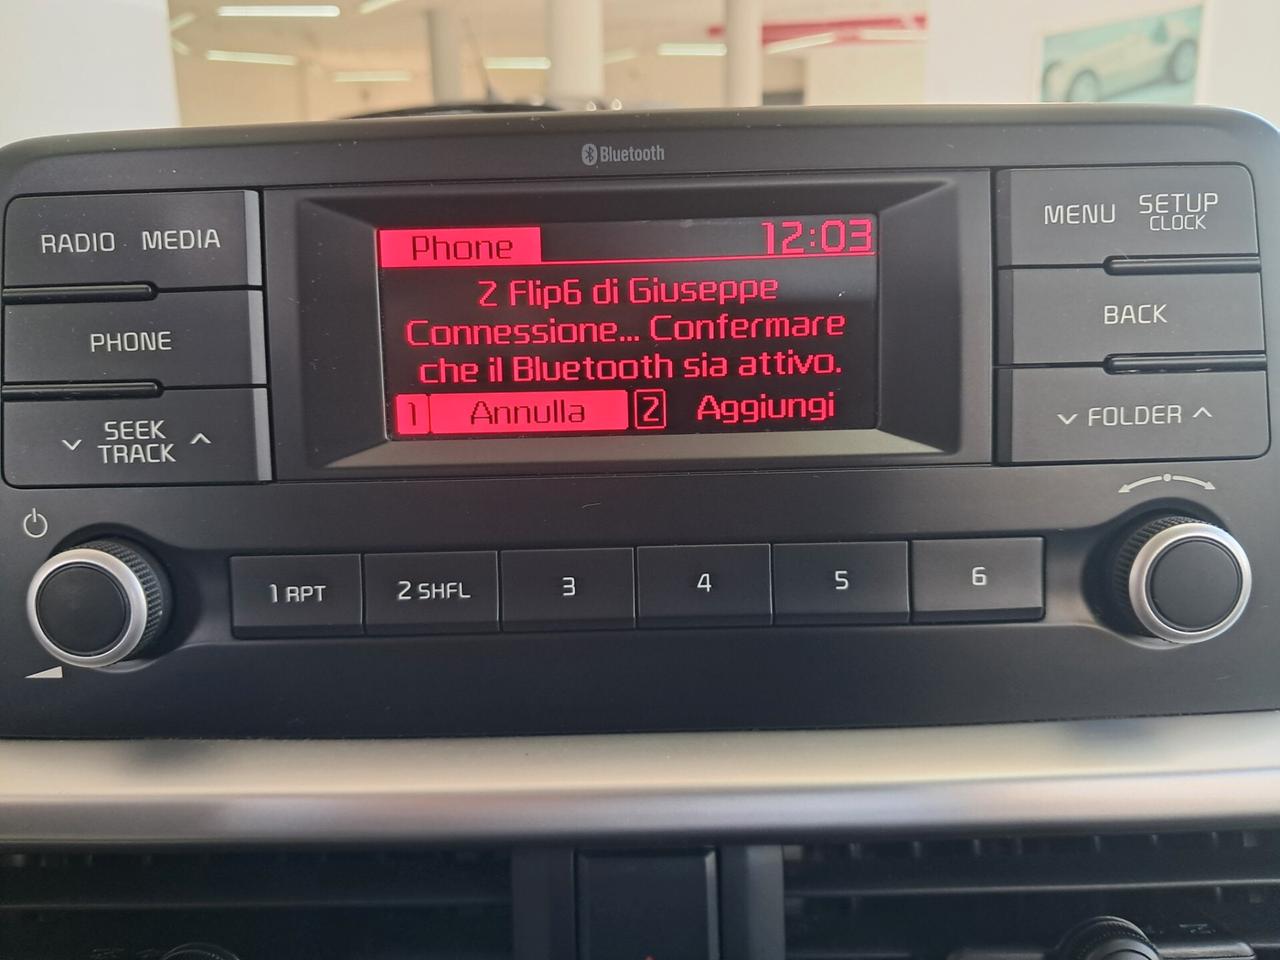 Bluetooth
RADIO MEDIA
PHONE
SEEK
TRACK
Phone 12:03
Z Flip6 di Giuseppe
Connessione... Confermare
che il Bluetooth sia attivo.
1 Annulla 2 Aggiungi
MENU SETUP
CLOCK
BACK
FOLDER
1 RPT 2 SHFL 3 4 5 6